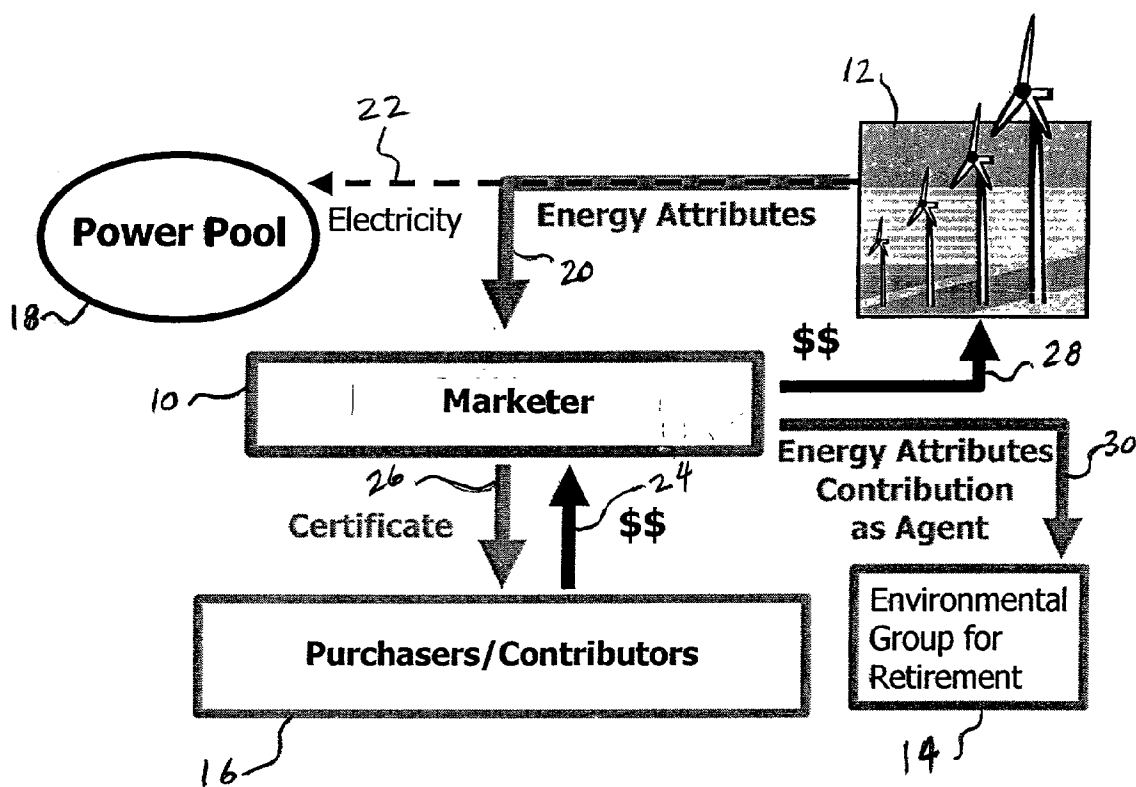 12
22
Power Pool
Electricity
Energy Attributes
20
18
$$
28
10
Marketer
26
24
30
Certificate
$$
Energy Attributes
Contribution
as Agent
Purchasers/Contributors
Environmental
Group for
Retirement
16
14